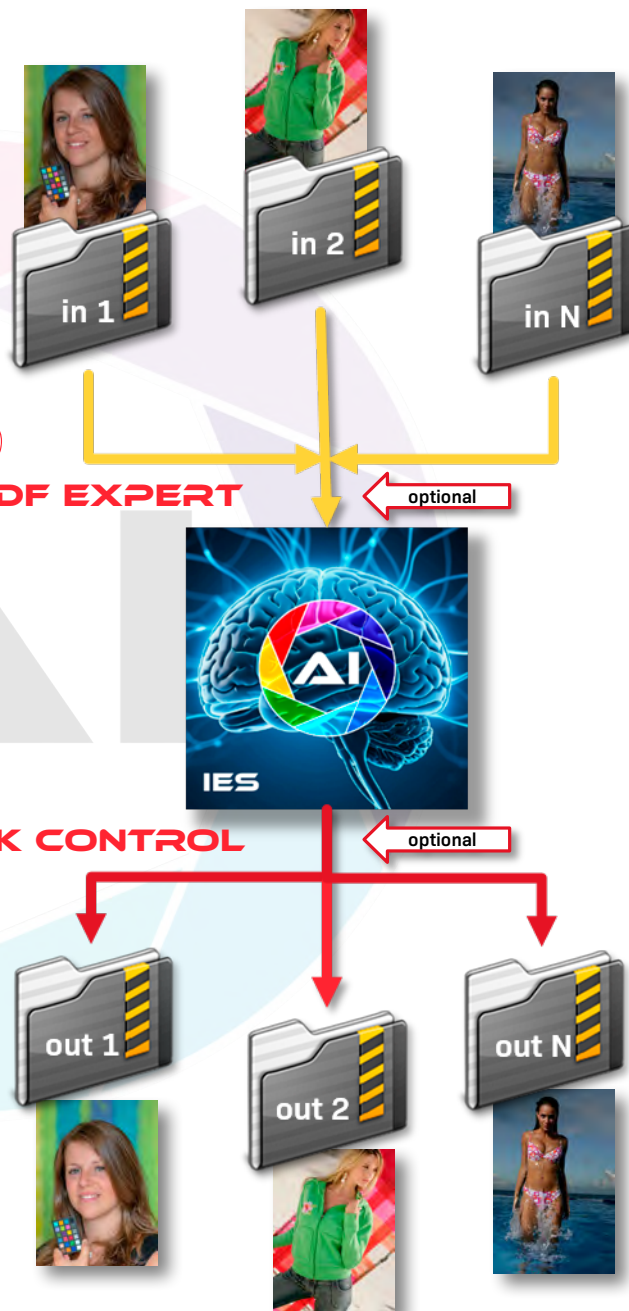 in 2
in 1
in N
DF EXPERT
optional
AI
IES
K CONTROL
optional
out 1
out N
out 2